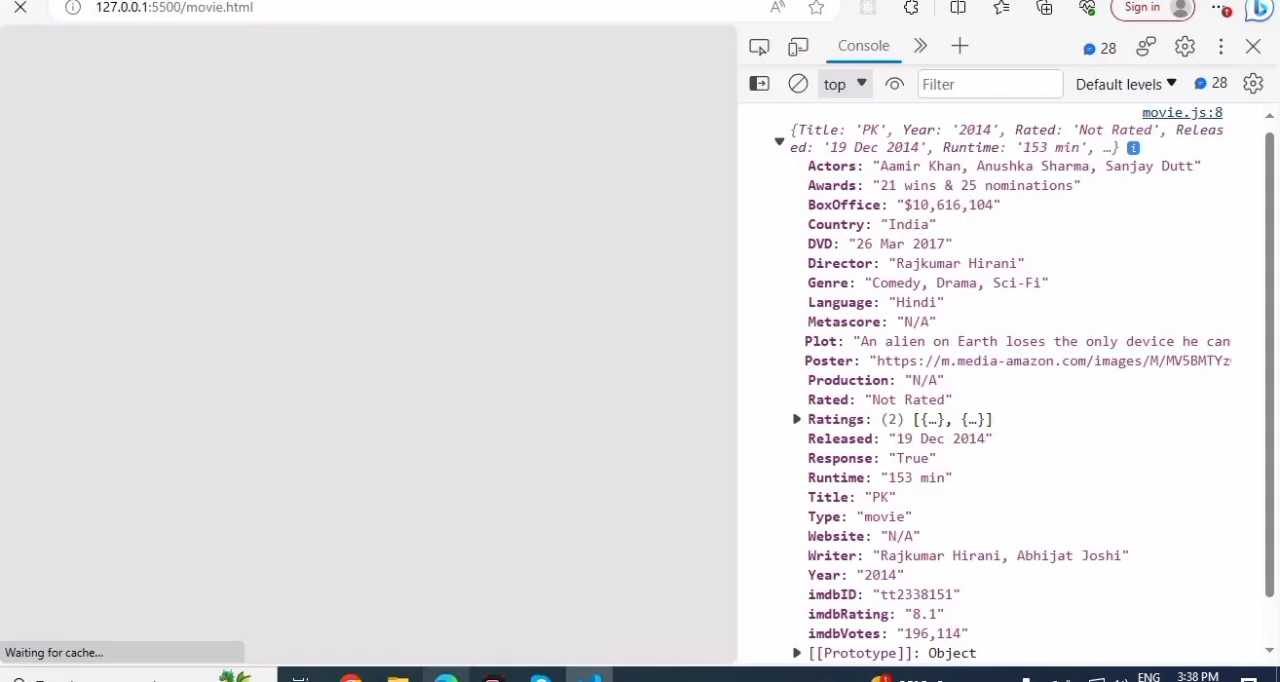 127.0.0.1:5500/movie.html
Sign in
Console
28
top
Filter
Default levels
28
movie.js:8
{Title: 'PK', Year: '2014', Rated: 'Not Rated', Releas
ed: '19 Dec 2014', Runtime: '153 min', …}
Actors: "Aamir Khan, Anushka Sharma, Sanjay Dutt"
Awards: "21 wins & 25 nominations"
BoxOffice: "$10,616,104"
Country: "India"
DVD: "26 Mar 2017"
Director: "Rajkumar Hirani"
Genre: "Comedy, Drama, Sci-Fi"
Language: "Hindi"
Metascore: "N/A"
Plot: "An alien on Earth loses the only device he can
Poster: "https://m.media-amazon.com/images/M/MV5BMTYz
Production: "N/A"
Rated: "Not Rated"
Ratings: (2) [{…}, {…}]
Released: "19 Dec 2014"
Response: "True"
Runtime: "153 min"
Title: "PK"
Type: "movie"
Website: "N/A"
Writer: "Rajkumar Hirani, Abhijat Joshi"
Year: "2014"
imdbID: "tt2338151"
imdbRating: "8.1"
imdbVotes: "196,114"
[[Prototype]]: Object
Waiting for cache...
ENG
3:38 PM